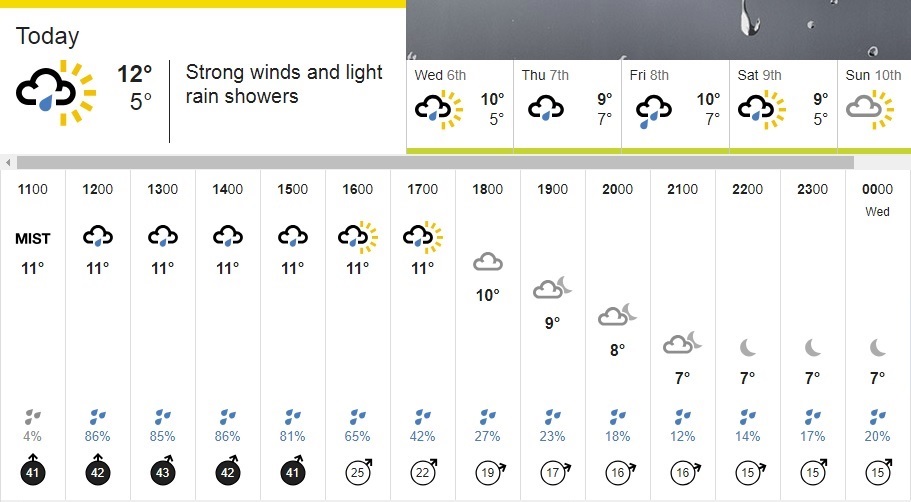 Today
12°
5°
Strong winds and light
rain showers
Wed 6th
10°
5°
Thu 7th
9°
7°
Fri 8th
10°
7°
Sat 9th
9°
5°
Sun 10th
1100 1200 1300 1400 1500 1600 1700 1800 1900 2000 2100 2200 2300 0000
Wed
MIST
11° 11° 11° 11° 11° 11° 11° 10° 9° 8° 7° 7° 7° 7°
4% 86% 85% 86% 81% 65% 42% 27% 23% 18% 12% 14% 17% 20%
41 42 43 42 41 25 22 19 17 16 16 15 15 15